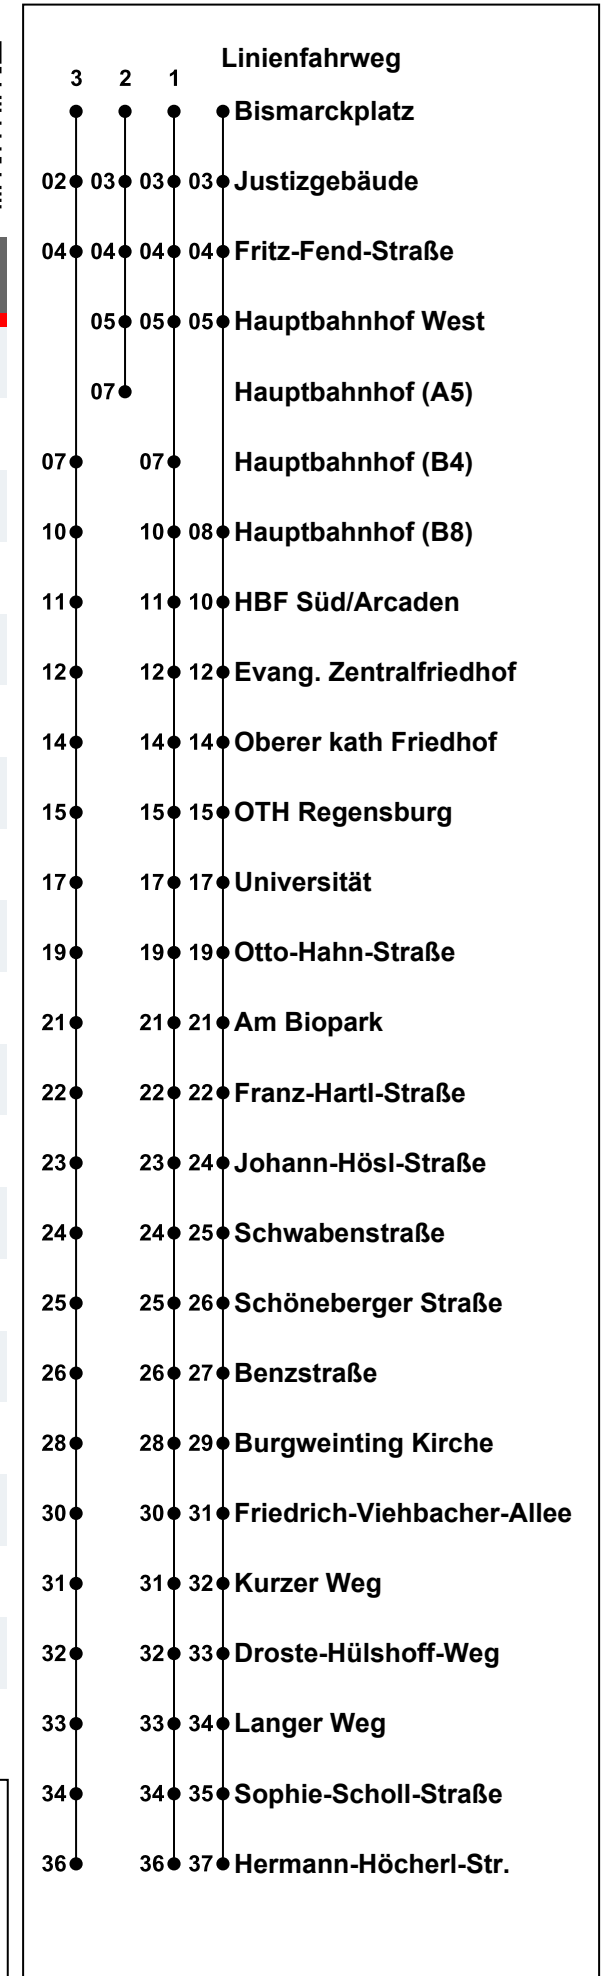 Linienfahrweg
3 2 1
Bismarckplatz
02 03 03 03 Justizgebäude
04 04 04 04 Fritz-Fend-Straße
05 05 05 Hauptbahnhof West
07 Hauptbahnhof (A5)
07 07 Hauptbahnhof (B4)
10 10 08 Hauptbahnhof (B8)
11 11 10 HBF Süd/Arcaden
12 12 12 Evang. Zentralfriedhof
14 14 14 Oberer kath Friedhof
15 15 15 OTH Regensburg
17 17 17 Universität
19 19 19 Otto-Hahn-Straße
21 21 21 Am Biopark
22 22 22 Franz-Hartl-Straße
23 23 24 Johann-Hösl-Straße
24 24 25 Schwabenstraße
25 25 26 Schöneberger Straße
26 26 27 Benzstraße
28 28 29 Burgweinting Kirche
30 30 31 Friedrich-Viehbacher-Allee
31 31 32 Kurzer Weg
32 32 33 Droste-Hülshoff-Weg
33 33 34 Langer Weg
34 34 35 Sophie-Scholl-Straße
36 36 37 Hermann-Höcherl-Str.